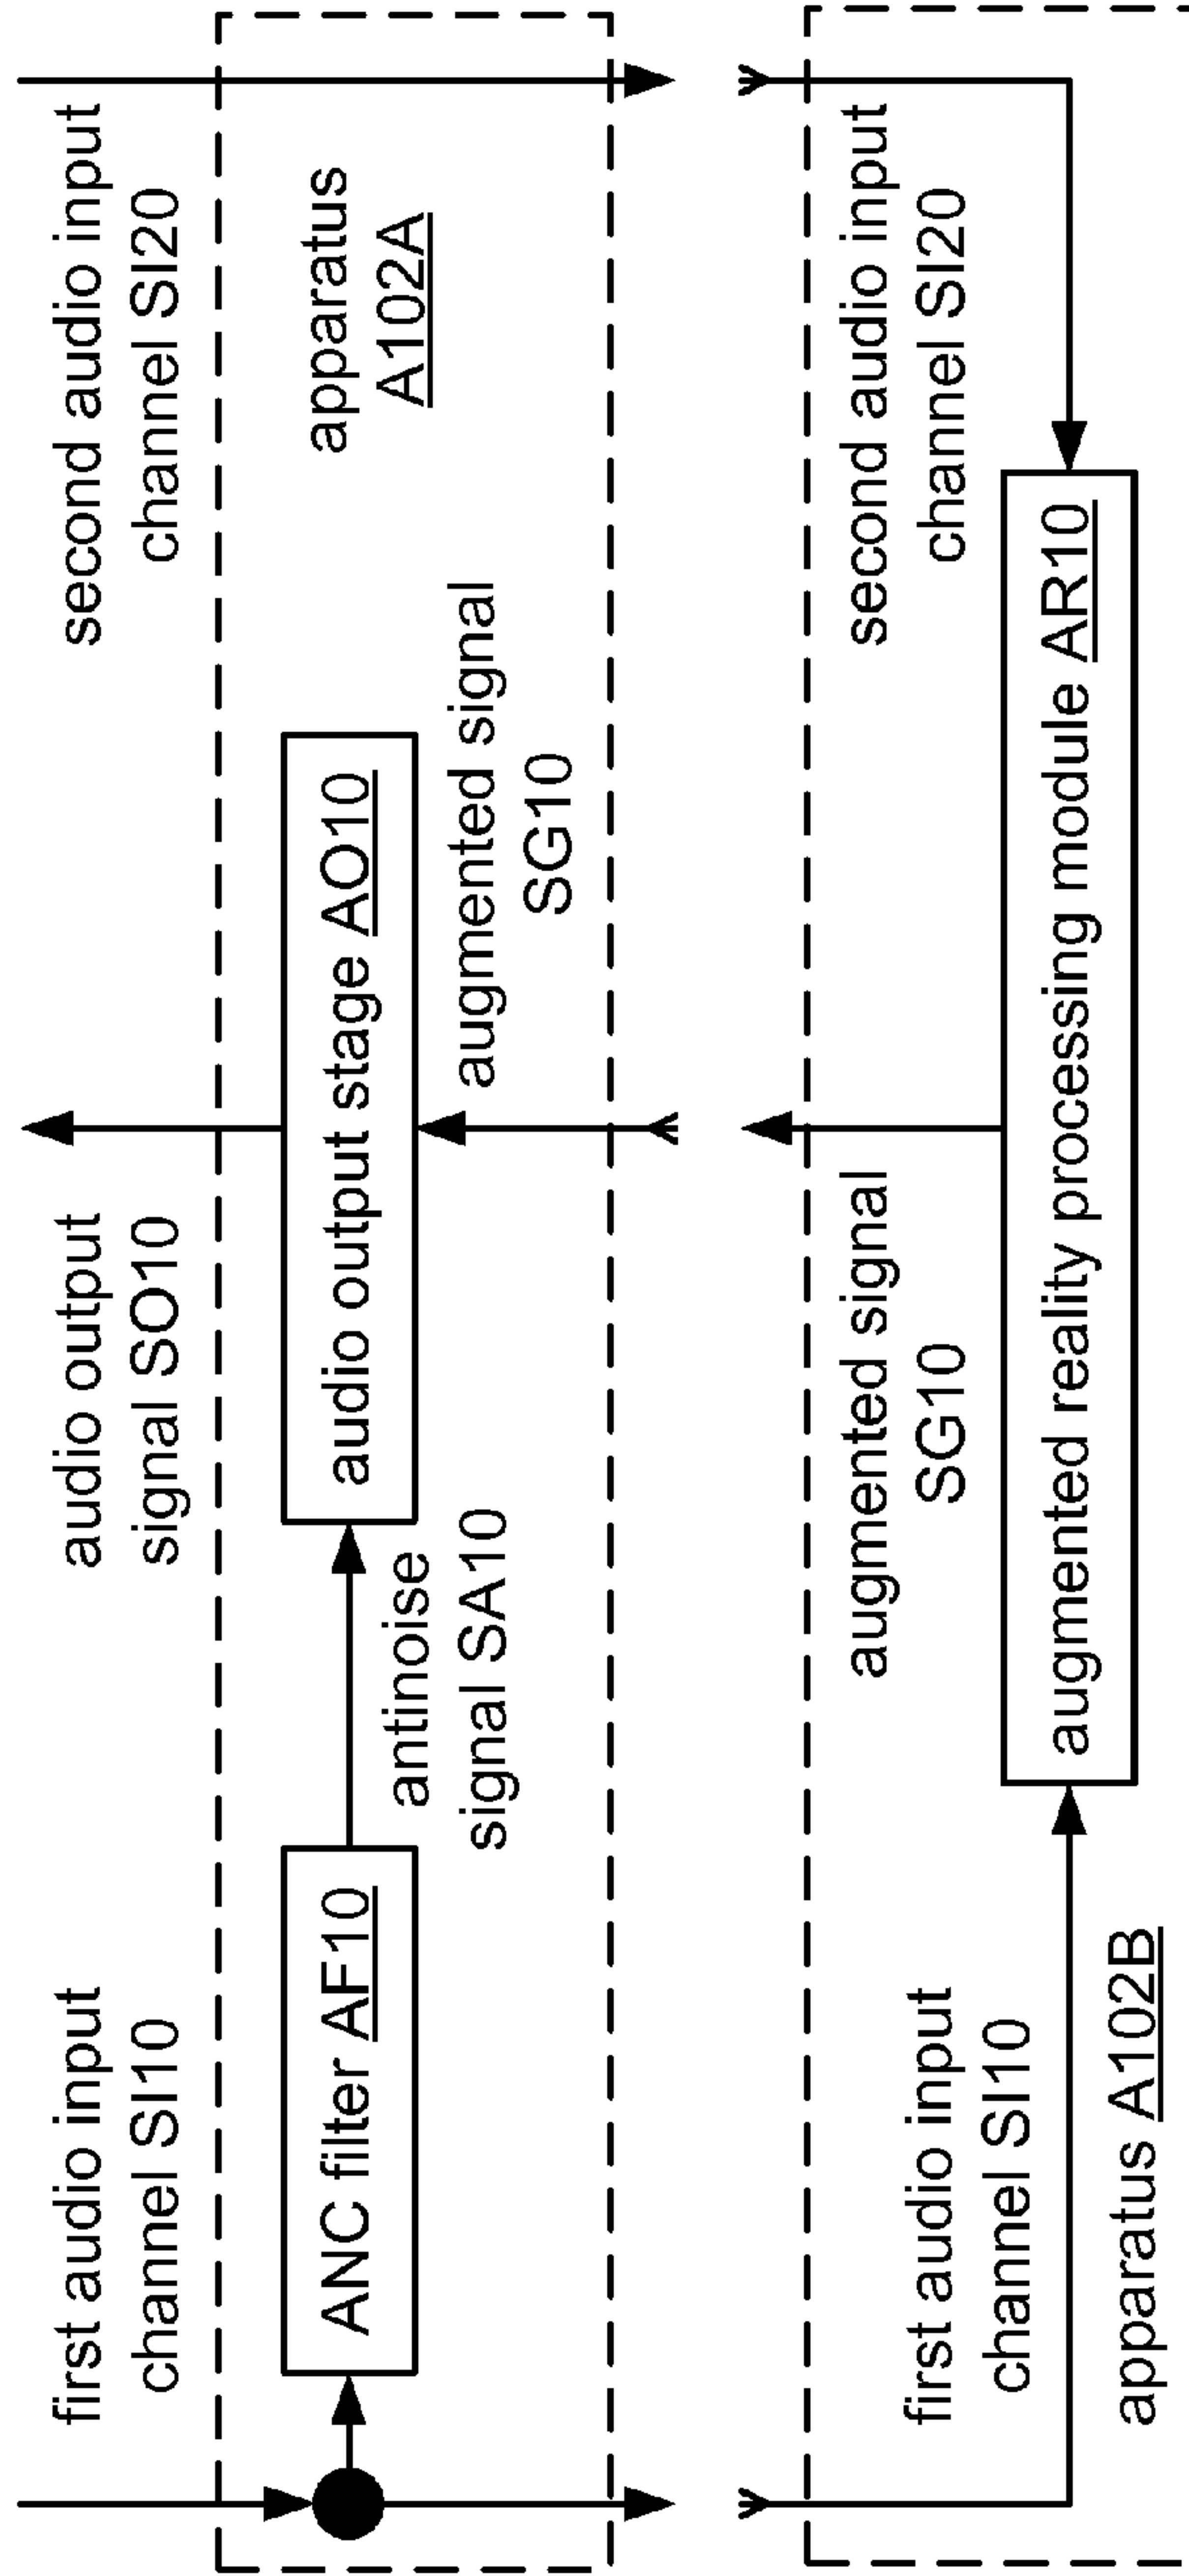 first audio input
channel SI10
audio output
signal SO10
second audio input
channel SI20
ANC filter AF10
antinoise
signal SA10
audio output stage AO10
augmented signal
SG10
apparatus
A102A
first audio input
channel SI10
apparatus A102B
augmented signal
SG10
second audio input
channel SI20
augmented reality processing module AR10